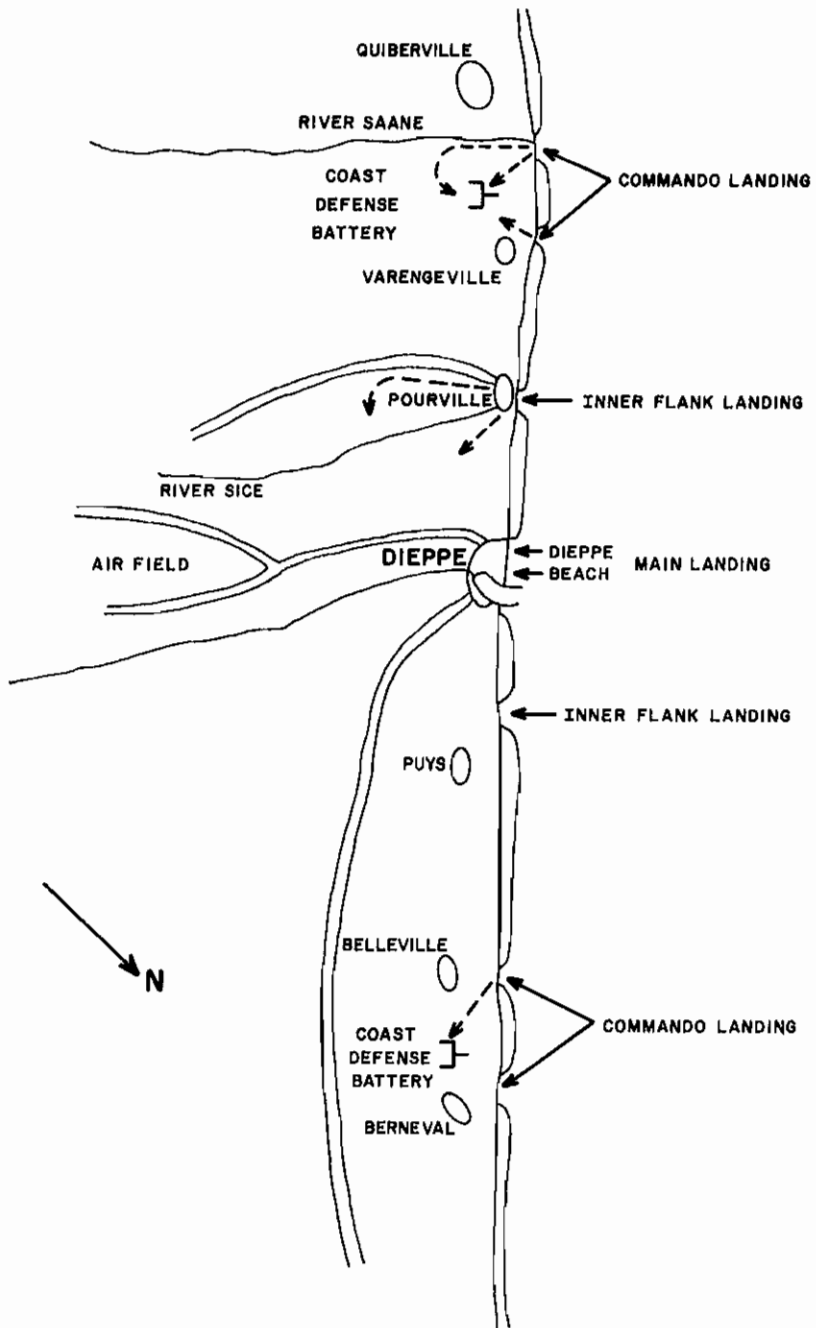 QUIBERVILLE
RIVER SAANE
COAST
DEFENSE
BATTERY
COMMANDO LANDING
VARENGEVILLE
POURVILLE
INNER FLANK LANDING
RIVER SICE
AIR FIELD
DIEPPE
DIEPPE
BEACH
MAIN LANDING
INNER FLANK LANDING
PUYS
N
BELLEVILLE
COAST
DEFENSE
BATTERY
COMMANDO LANDING
BERNEVAL